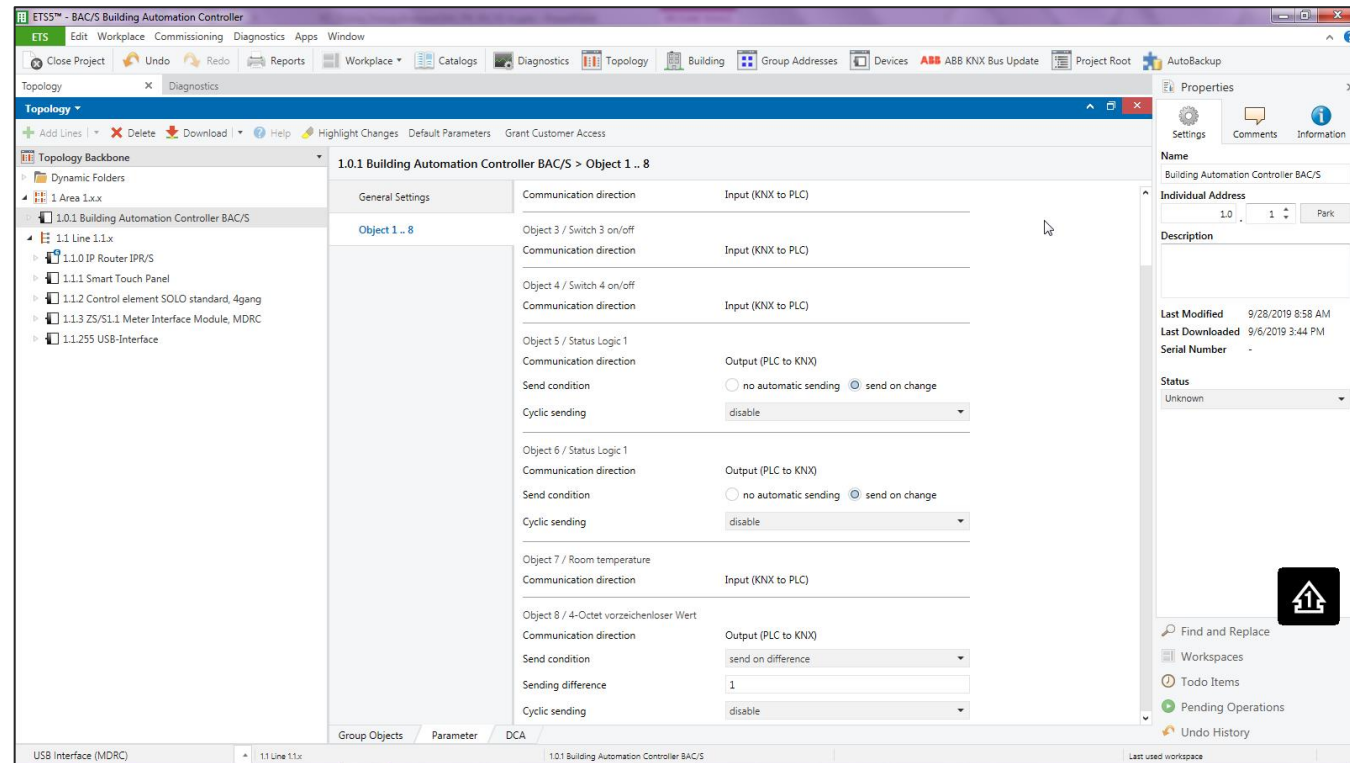 ETS5™ - BAC/S Building Automation Controller
ETS Edit Workplace Commissioning Diagnostics Apps Window
Close Project Undo Redo Reports Workplace Catalogs Diagnostics Topology Building Group Addresses Devices ABB ABB KNX Bus Update Project Root AutoBackup
Topology Diagnostics
Topology
Add Lines Delete Download Help Highlight Changes Default Parameters Grant Customer Access
Topology Backbone
Dynamic Folders
1 Area 1.x.x
1.0.1 Building Automation Controller BAC/S
1.1 Line 1.1.x
1.1.0 IP Router IPR/S
1.1.1 Smart Touch Panel
1.1.2 Control element SOLO standard, 4gang
1.1.3 ZS/S1.1 Meter Interface Module, MDRC
1.1.255 USB-Interface
1.0.1 Building Automation Controller BAC/S > Object 1 .. 8
General Settings
Object 1 .. 8
Communication direction Input (KNX to PLC)
Object 3 / Switch 3 on/off
Communication direction Input (KNX to PLC)
Object 4 / Switch 4 on/off
Communication direction Input (KNX to PLC)
Object 5 / Status Logic 1
Communication direction Output (PLC to KNX)
Send condition no automatic sending send on change
Cyclic sending disable
Object 6 / Status Logic 1
Communication direction Output (PLC to KNX)
Send condition no automatic sending send on change
Cyclic sending disable
Object 7 / Room temperature
Communication direction Input (KNX to PLC)
Object 8 / 4-Octet vorzeichenloser Wert
Communication direction Output (PLC to KNX)
Send condition send on difference
Sending difference 1
Cyclic sending disable
Group Objects Parameter DCA
Properties
Settings Comments Information
Name
Building Automation Controller BAC/S
Individual Address
1.0 . 1 Park
Description
Last Modified 9/28/2019 8:58 AM
Last Downloaded 9/6/2019 3:44 PM
Serial Number -
Status
Unknown
1
Find and Replace
Workspaces
Todo Items
Pending Operations
Undo History
USB Interface (MDRC) 1.1 Line 1.1.x 1.0.1 Building Automation Controller BAC/S Last used workspace